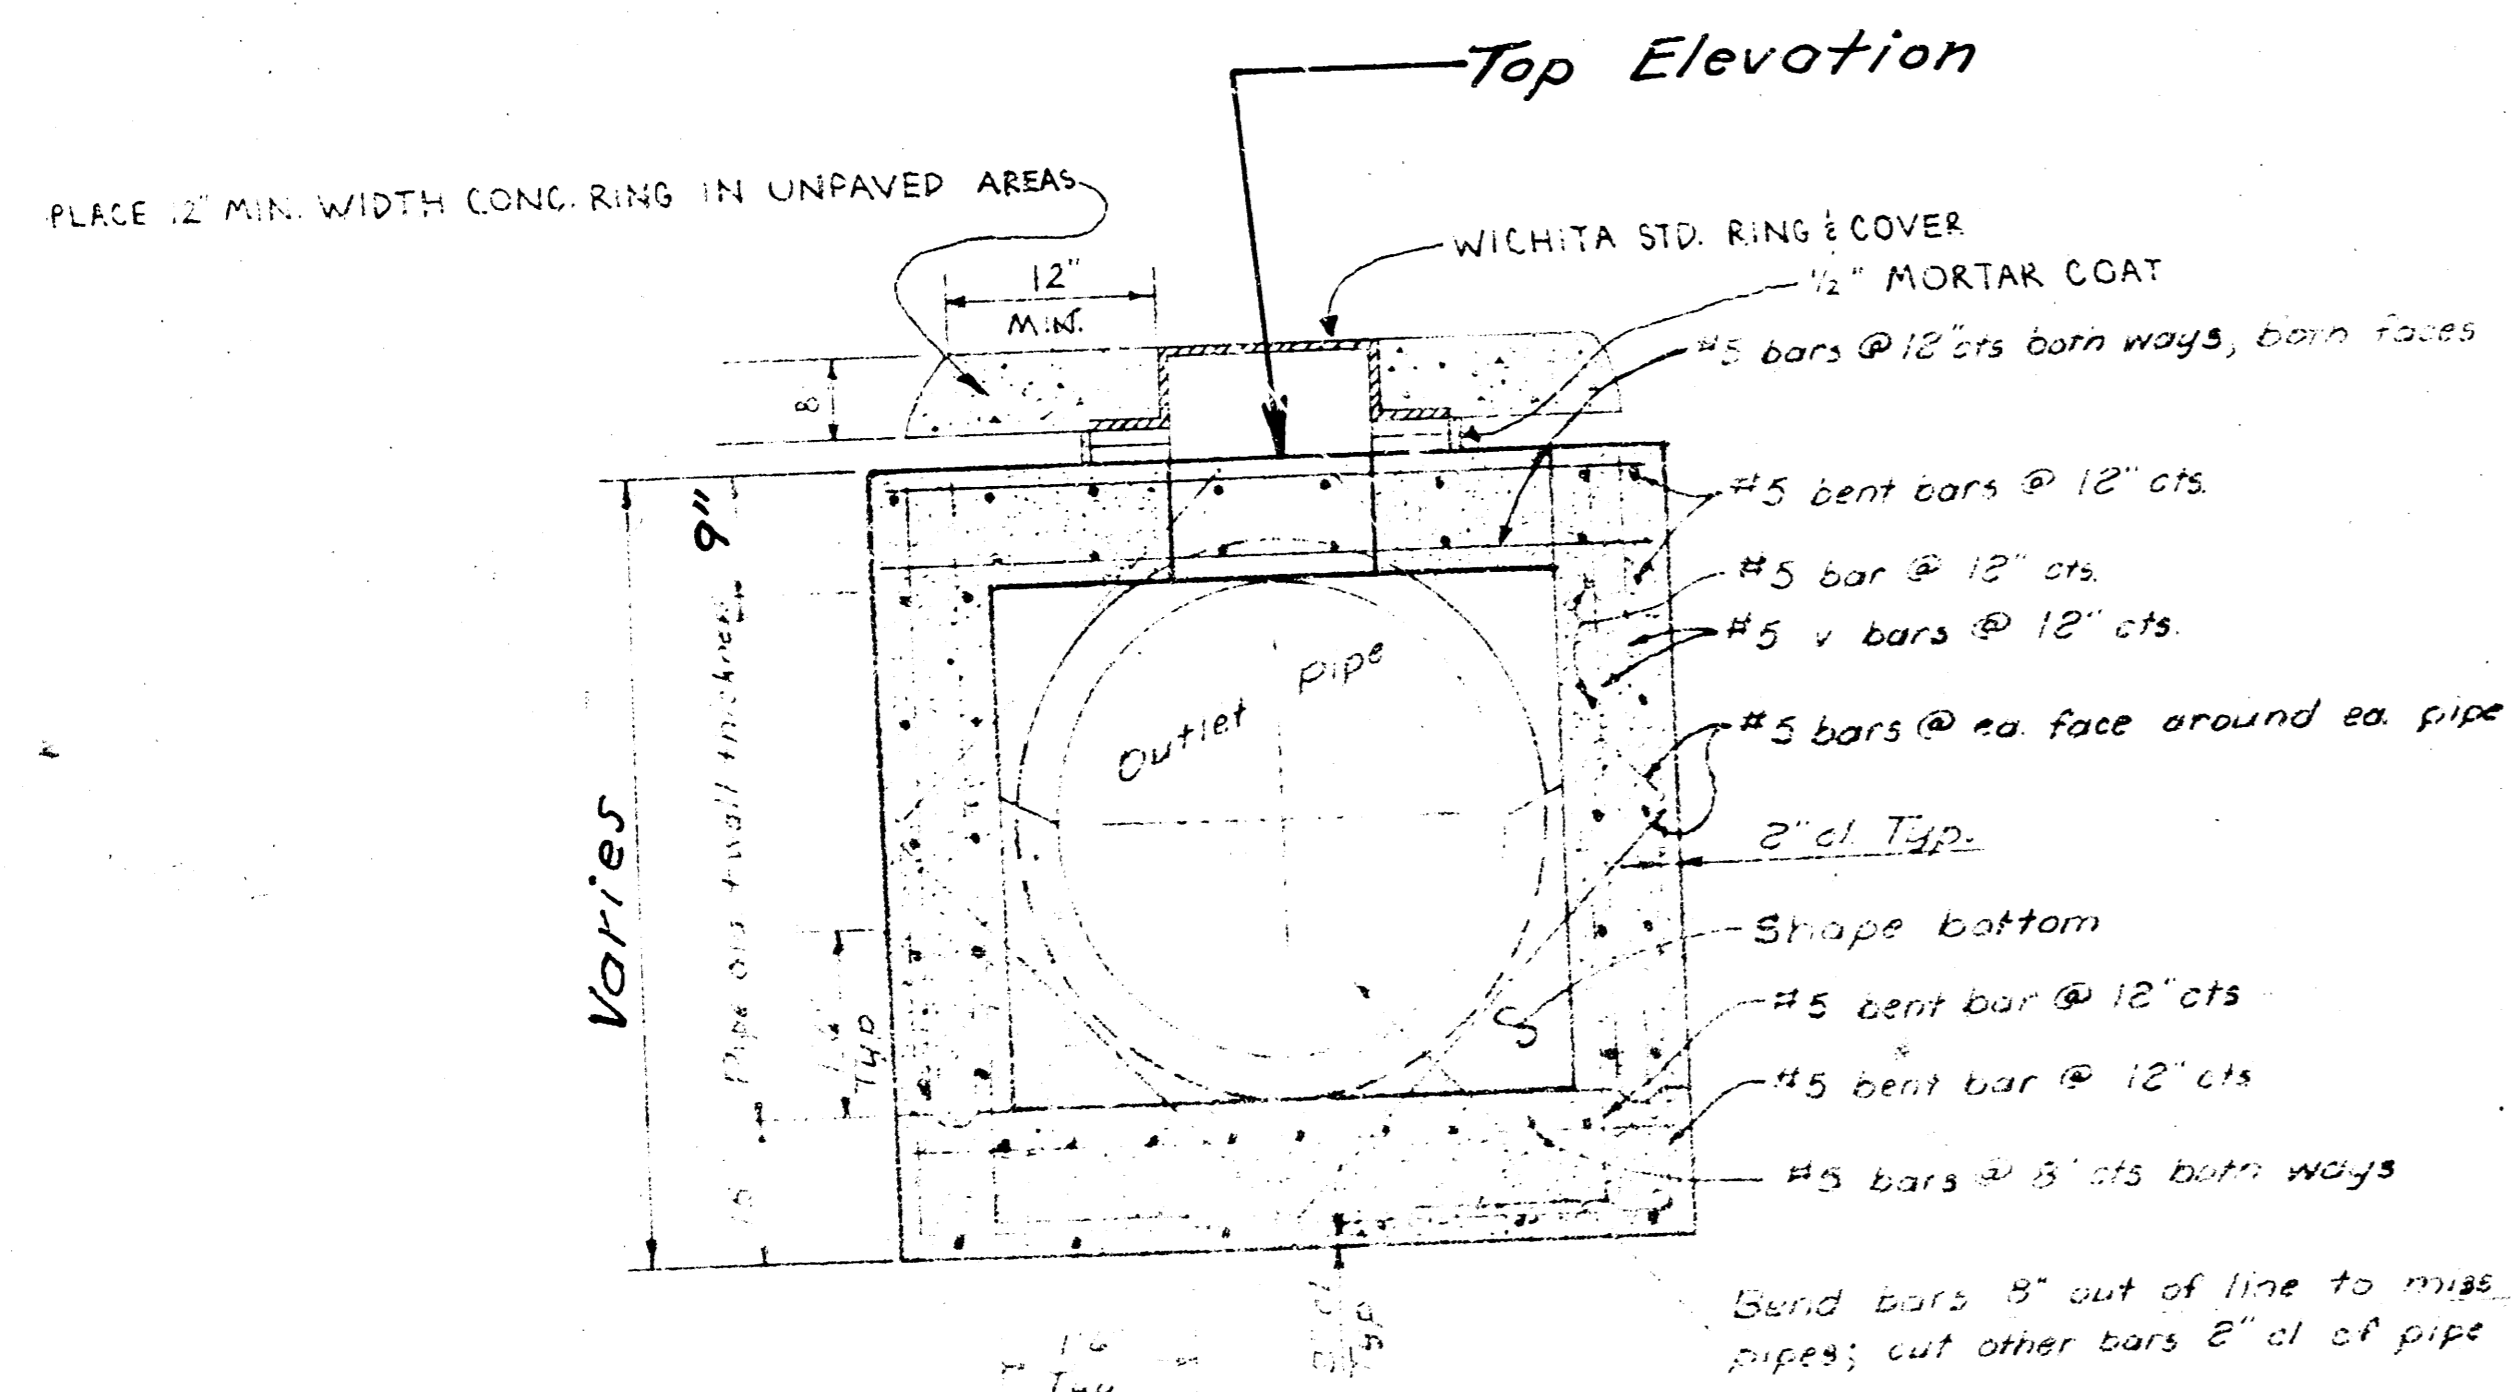 Top Elevation
PLACE 12" MIN. WIDTH CONC. RING IN UNPAVED AREAS
WICHITA STD. RING & COVER
12"
MIN.
½" MORTAR COAT
#5 bars @ 12" cts both ways, both faces
8
9"
#5 bent bars @ 12" cts.
#5 bar @ 12" cts.
#5 v bars @ 12" cts.
Outlet pipe
#5 bars @ ea. face around ea. pipe
Varies
Pipe dia + wall thickness
2" cl. Typ.
Shape bottom
#5 bent bar @ 12" cts
#5 bent bar @ 12" cts
#5 bars @ 8" cts both ways
Bend bars 8" out of line to miss
pipes; cut other bars 2" cl of pipe